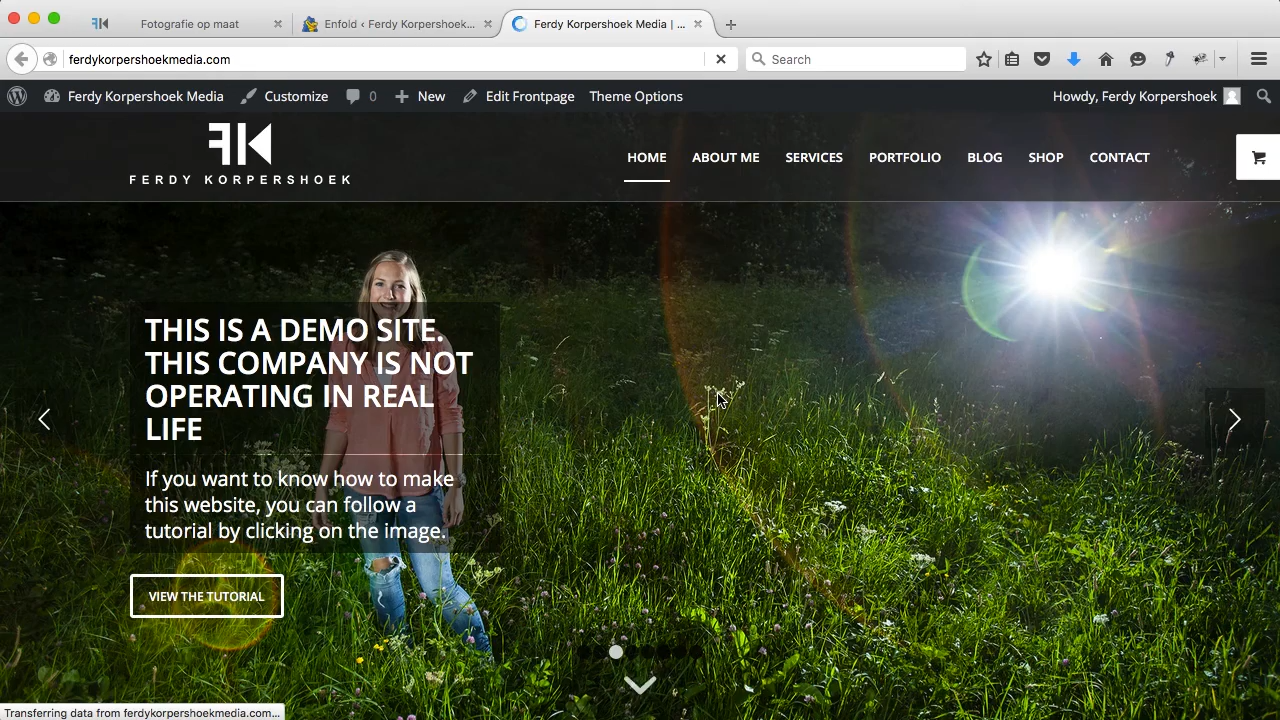 Fotografie op maat
Enfold ‹ Ferdy Korpershoek...
Ferdy Korpershoek Media | ...
ferdykorpershoekmedia.com
Search
Ferdy Korpershoek Media
Customize
0
New
Edit Frontpage
Theme Options
Howdy, Ferdy Korpershoek
FK
FERDY KORPERSHOEK
HOME
ABOUT ME
SERVICES
PORTFOLIO
BLOG
SHOP
CONTACT
THIS IS A DEMO SITE.
THIS COMPANY IS NOT
OPERATING IN REAL
LIFE
If you want to know how to make
this website, you can follow a
tutorial by clicking on the image.
VIEW THE TUTORIAL
Transferring data from ferdykorpershoekmedia.com...